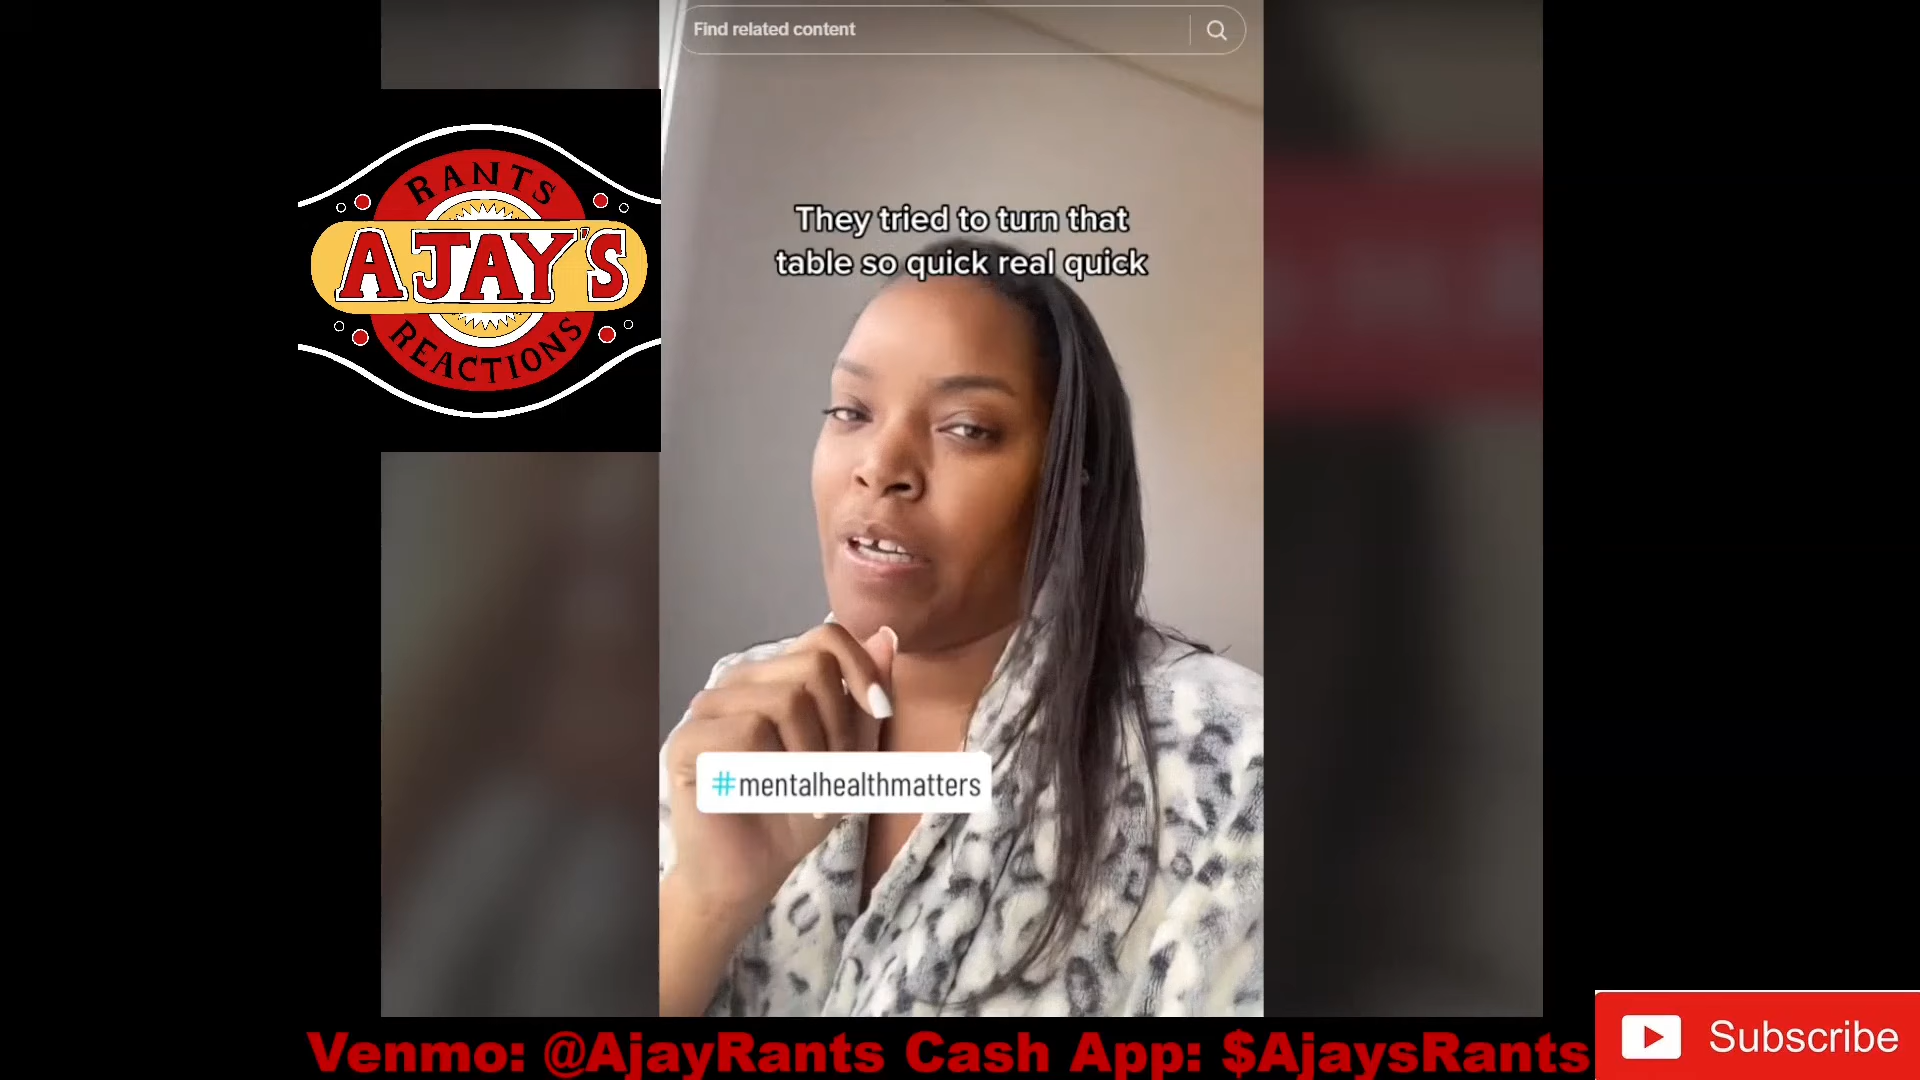 Find related content
RANTS
AJAY'S
REACTIONS
They tried to turn that
table so quick real quick
#mentalhealthmatters
Venmo: @AjayRants Cash App: $AjaysRants
Subscribe